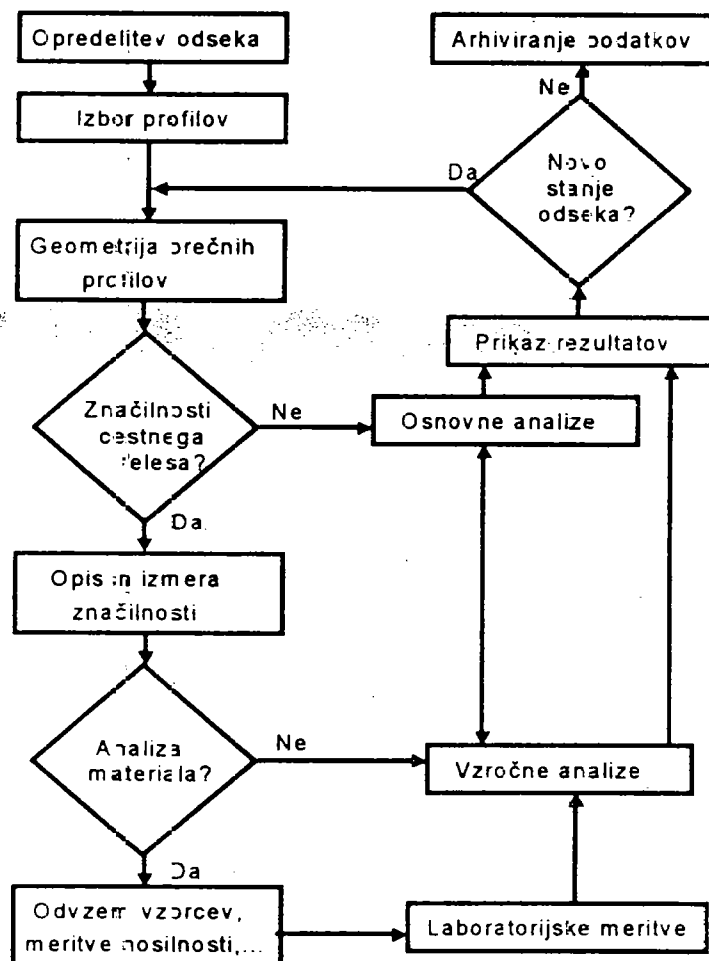 Opredelitev odseka
Arhiviranje podatkov
Ne
Izbor profilov
Da
Novo
stanje
odseka?
Geometrija prečnih
profilov
Prikaz rezultatov
Značilnosti
cestnega
telesa?
Ne
Osnovne analize
Da
Opis in izmera
značilnosti
Analiza
materiala?
Ne
Vzročne analize
Da
Odvzem vzorcev,
meritve nosilnosti,...
Laboratorijske meritve